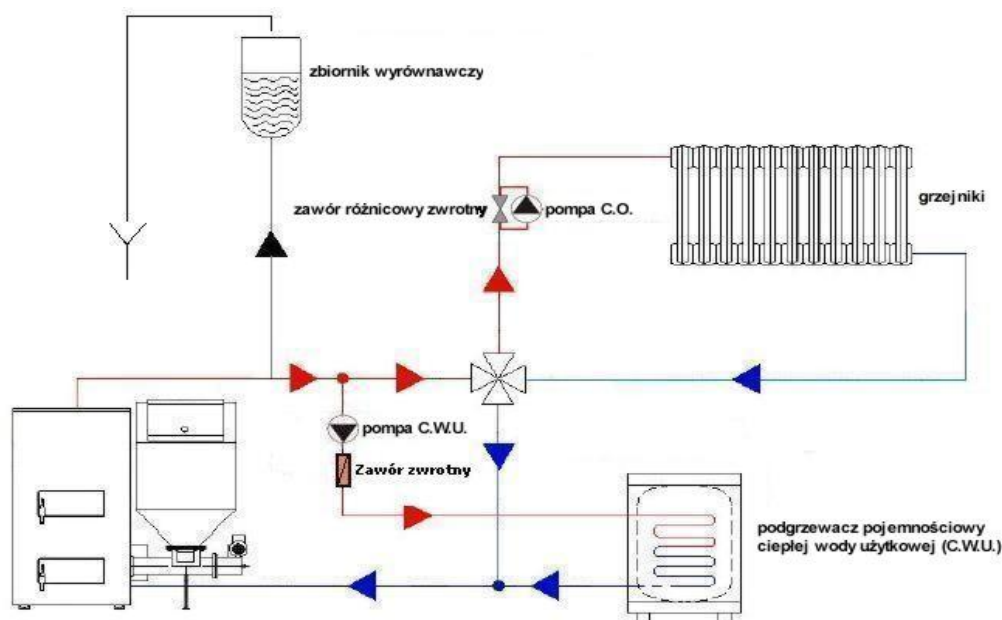 zbiornik wyrównawczy
zawór różnicowy zwrotny
pompa C.O.
grzejniki
pompa C.W.U.
Zawór zwrotny
podgrzewacz pojemnościowy
ciepłej wody użytkowej (C.W.U.)